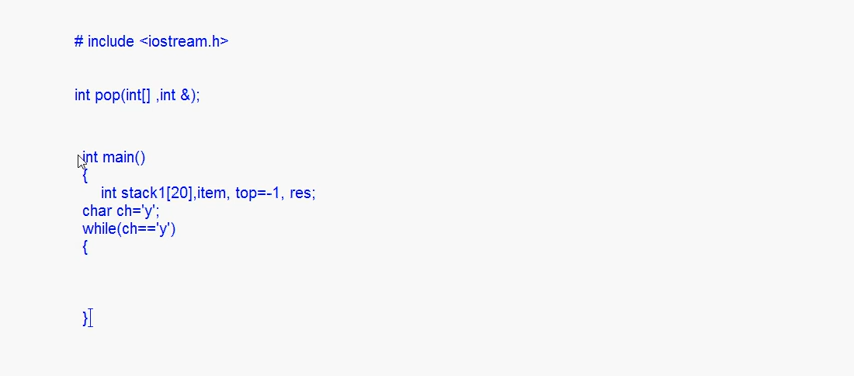 # include <iostream.h>
int pop(int[] ,int &);
int main()
{
int stack1[20],item, top=-1, res;
char ch='y';
while(ch=='y')
{
}